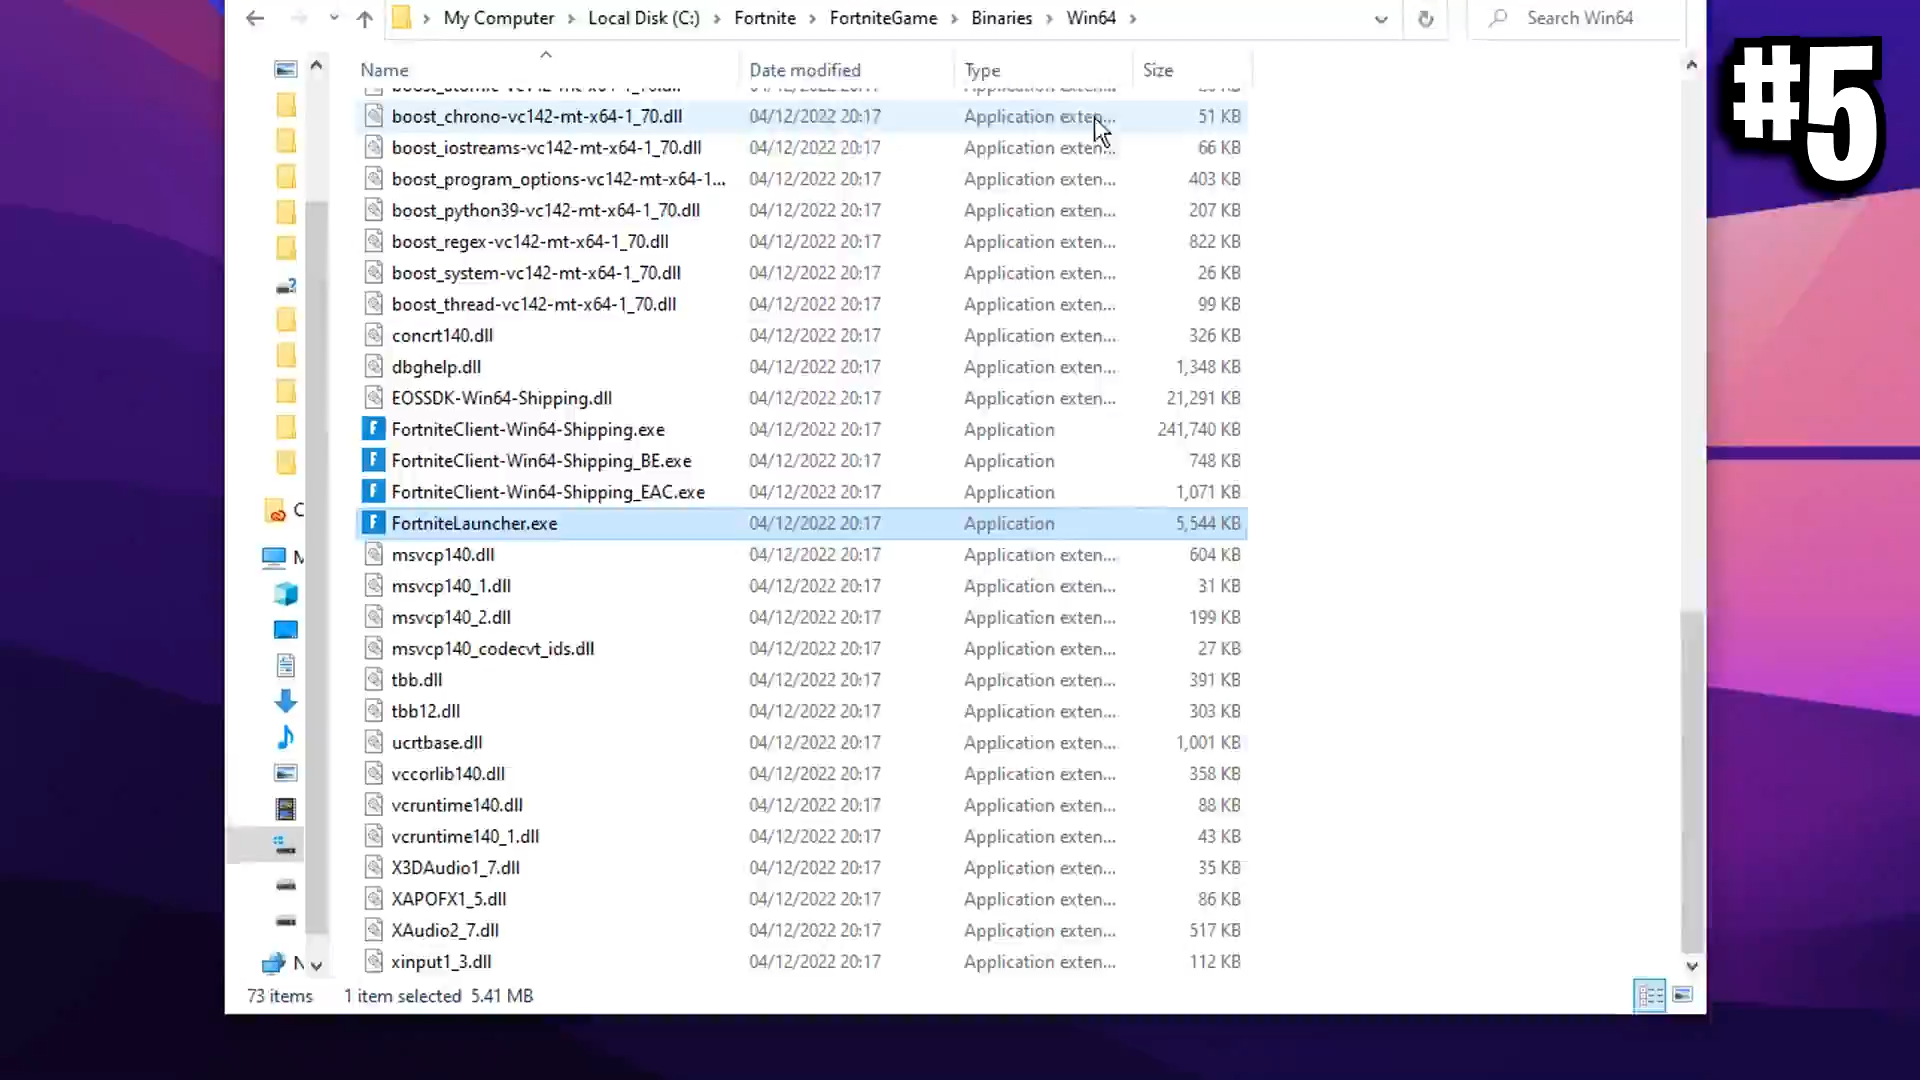 My Computer > Local Disk (C:) > Fortnite > FortniteGame > Binaries > Win64 >
Search Win64
#5
Name Date modified Type Size
boost_chrono-vc142-mt-x64-1_70.dll 04/12/2022 20:17 Application exten... 51 KB
boost_iostreams-vc142-mt-x64-1_70.dll 04/12/2022 20:17 Application exten... 66 KB
boost_program_options-vc142-mt-x64-1... 04/12/2022 20:17 Application exten... 403 KB
boost_python39-vc142-mt-x64-1_70.dll 04/12/2022 20:17 Application exten... 207 KB
boost_regex-vc142-mt-x64-1_70.dll 04/12/2022 20:17 Application exten... 822 KB
boost_system-vc142-mt-x64-1_70.dll 04/12/2022 20:17 Application exten... 26 KB
boost_thread-vc142-mt-x64-1_70.dll 04/12/2022 20:17 Application exten... 99 KB
concrt140.dll 04/12/2022 20:17 Application exten... 326 KB
dbghelp.dll 04/12/2022 20:17 Application exten... 1,348 KB
EOSSDK-Win64-Shipping.dll 04/12/2022 20:17 Application exten... 21,291 KB
FortniteClient-Win64-Shipping.exe 04/12/2022 20:17 Application 241,740 KB
FortniteClient-Win64-Shipping_BE.exe 04/12/2022 20:17 Application 748 KB
FortniteClient-Win64-Shipping_EAC.exe 04/12/2022 20:17 Application 1,071 KB
FortniteLauncher.exe 04/12/2022 20:17 Application 5,544 KB
msvcp140.dll 04/12/2022 20:17 Application exten... 604 KB
msvcp140_1.dll 04/12/2022 20:17 Application exten... 31 KB
msvcp140_2.dll 04/12/2022 20:17 Application exten... 199 KB
msvcp140_codecvt_ids.dll 04/12/2022 20:17 Application exten... 27 KB
tbb.dll 04/12/2022 20:17 Application exten... 391 KB
tbb12.dll 04/12/2022 20:17 Application exten... 303 KB
ucrtbase.dll 04/12/2022 20:17 Application exten... 1,001 KB
vccorlib140.dll 04/12/2022 20:17 Application exten... 358 KB
vcruntime140.dll 04/12/2022 20:17 Application exten... 88 KB
vcruntime140_1.dll 04/12/2022 20:17 Application exten... 43 KB
X3DAudio1_7.dll 04/12/2022 20:17 Application exten... 35 KB
XAPOFX1_5.dll 04/12/2022 20:17 Application exten... 86 KB
XAudio2_7.dll 04/12/2022 20:17 Application exten... 517 KB
xinput1_3.dll 04/12/2022 20:17 Application exten... 112 KB
73 items 1 item selected 5.41 MB